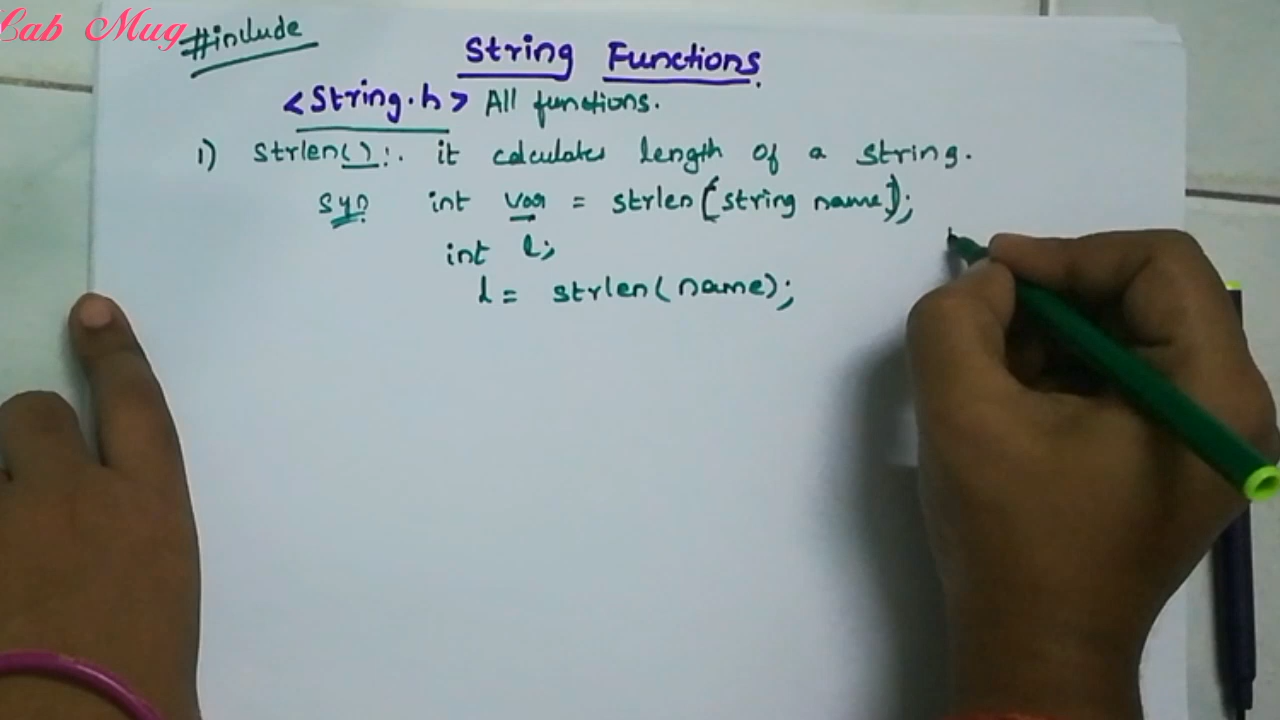 Lab Mug
#include
String Functions
<String.h> All functions.
1) strlen():. it calculates length of a string.
syn int var = strlen(string name);
int l;
l = strlen(name);